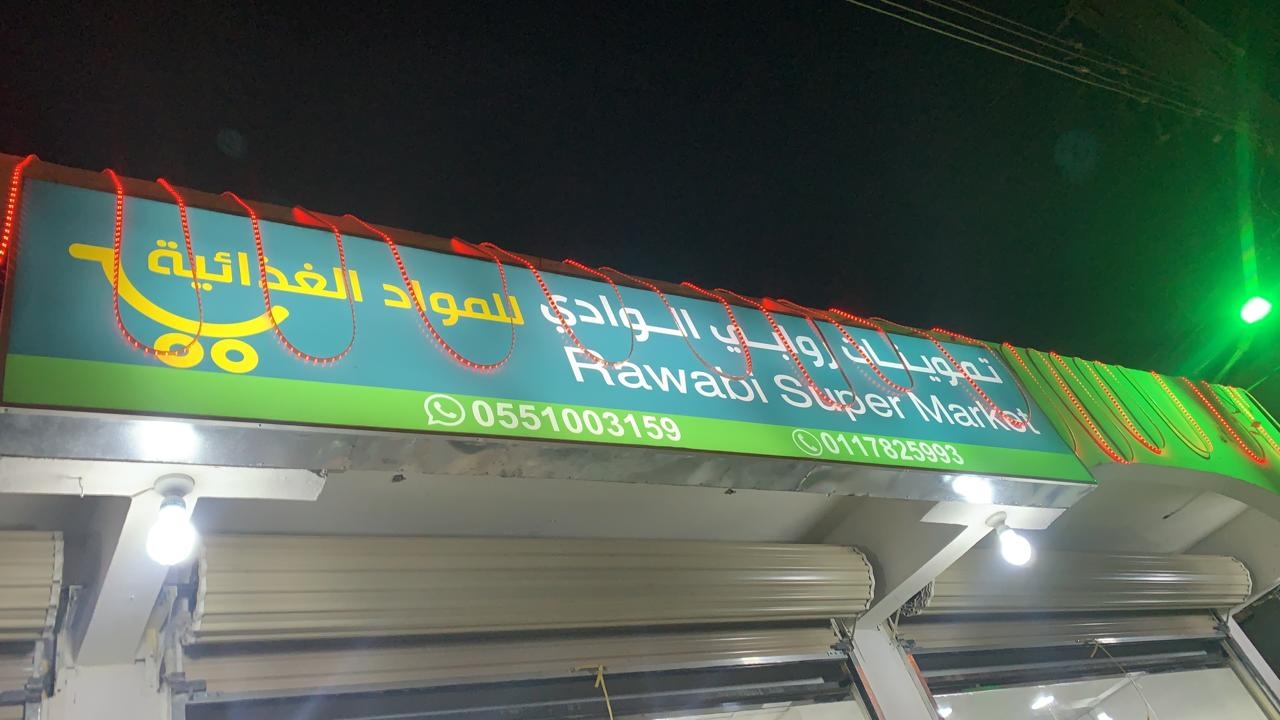 تموينات روابي الوادي للمواد الغذائية
Rawabi Super Market
0551003159
0117825993